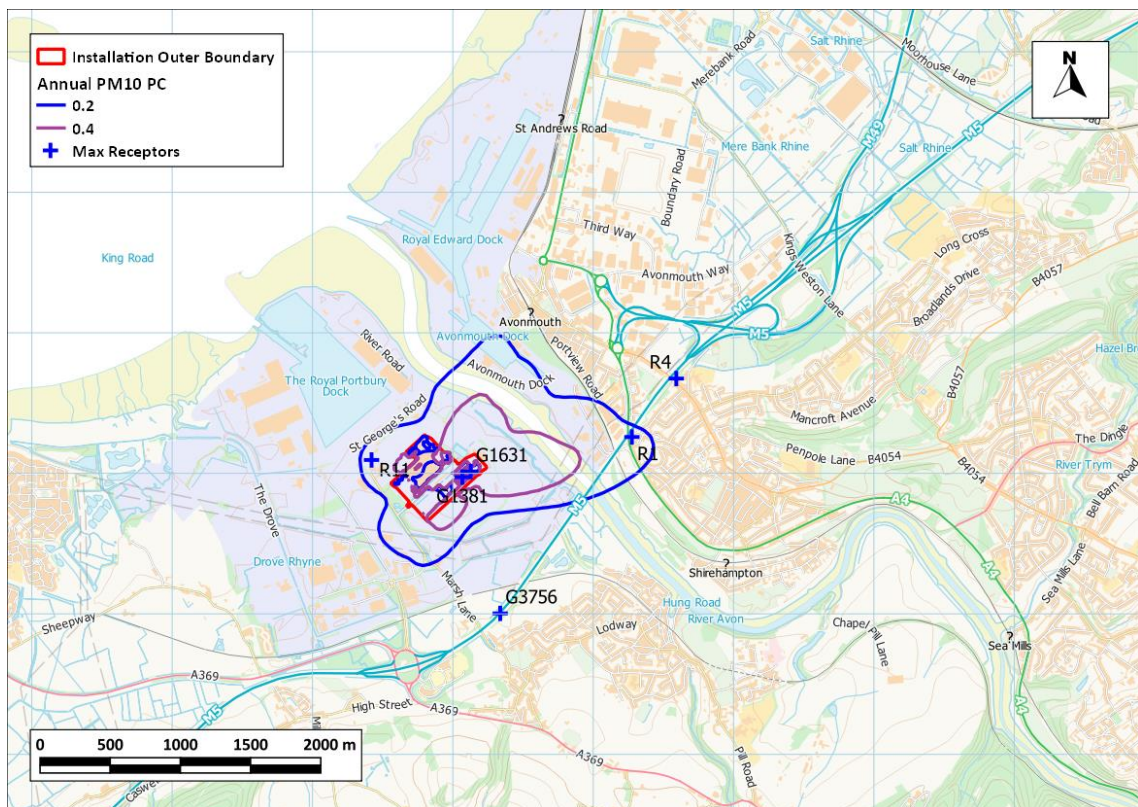 Installation Outer Boundary
Annual PM10 PC
0.2
0.4
Max Receptors
N
Salt Rhine
Moorhouse Lane
Merebank Road
St Andrews Road
Mere Bank Rhine
M49
M5
Salt Rhine
Boundary Road
Third Way
Royal Edward Dock
King Road
Kings Weston Lane
Long Cross
B4057
Avonmouth Way
Broadlands Drive
M5
M5
Avonmouth
Avonmouth Dock
River Road
Portview Road
Avonmouth Dock
R4
B4057
Hazel Br
The Royal Portbury
Dock
St George's Road
Mancroft Avenue
R1
The Dingle
Penpole Lane
B4054
B4054
River Trym
G1631
R11
G1381
Bell Barn Road
The Drove
M5
A4
Sea Mills Lane
Drove Rhyne
Marsh Lane
Shirehampton
A4
G3756
Hung Road
River Avon
Sheepway
Lodway
Chapel Pill Lane
Sea Mills
A369
M5
High Street
A369
A4
A369
Pill Road
0 500 1000 1500 2000 m